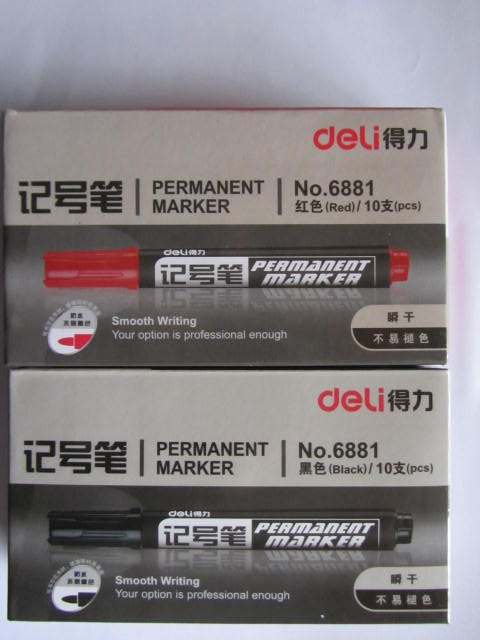 deli得力
记号笔
PERMANENT
MARKER
No.6881
红色(Red)/10支(pcs)
deli得力
记号笔
PERMANENT
MARKER
Smooth Writing
Your option is professional enough
瞬干
不易褪色
deli得力
记号笔
PERMANENT
MARKER
No.6881
黑色(Black)/10支(pcs)
deli得力
记号笔
PERMANENT
MARKER
Smooth Writing
Your option is professional enough
瞬干
不易褪色